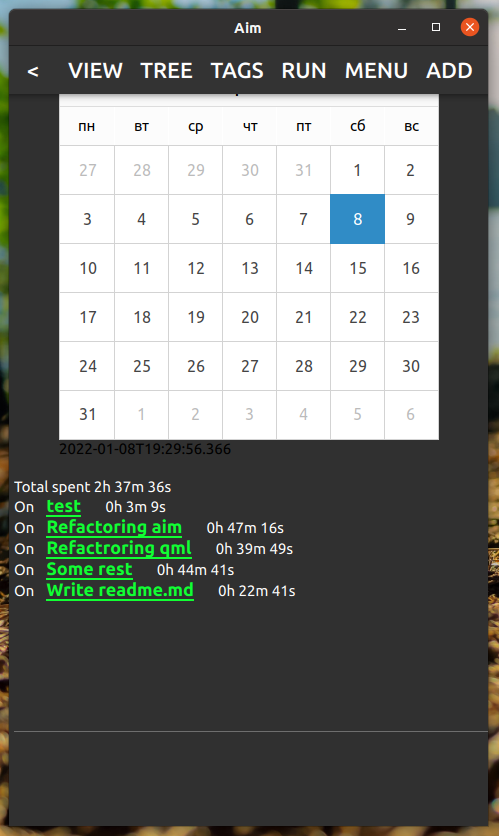 Aim
< VIEW TREE TAGS RUN MENU ADD
пн вт ср чт пт сб вс
27 28 29 30 31 1 2
3 4 5 6 7 8 9
10 11 12 13 14 15 16
17 18 19 20 21 22 23
24 25 26 27 28 29 30
31 1 2 3 4 5 6
2022-01-08T19:29:56.366
Total spent 2h 37m 36s
On test 0h 3m 9s
On Refactoring aim 0h 47m 16s
On Refactroring qml 0h 39m 49s
On Some rest 0h 44m 41s
On Write readme.md 0h 22m 41s